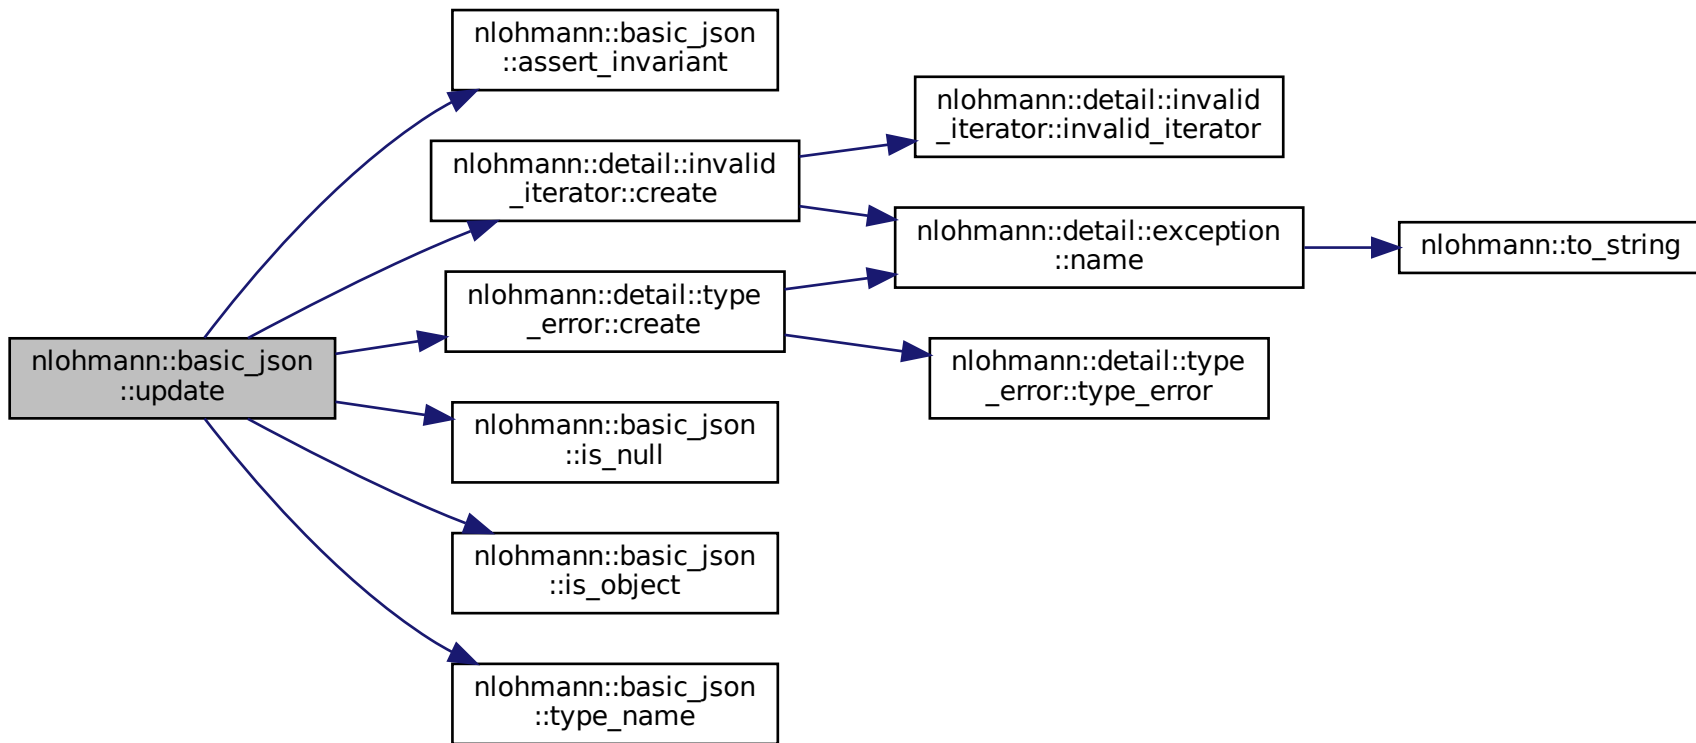 nlohmann::basic_json
::update
nlohmann::basic_json
::assert_invariant
nlohmann::detail::invalid
_iterator::create
nlohmann::detail::type
_error::create
nlohmann::basic_json
::is_null
nlohmann::basic_json
::is_object
nlohmann::basic_json
::type_name
nlohmann::detail::invalid
_iterator::invalid_iterator
nlohmann::detail::exception
::name
nlohmann::detail::type
_error::type_error
nlohmann::to_string